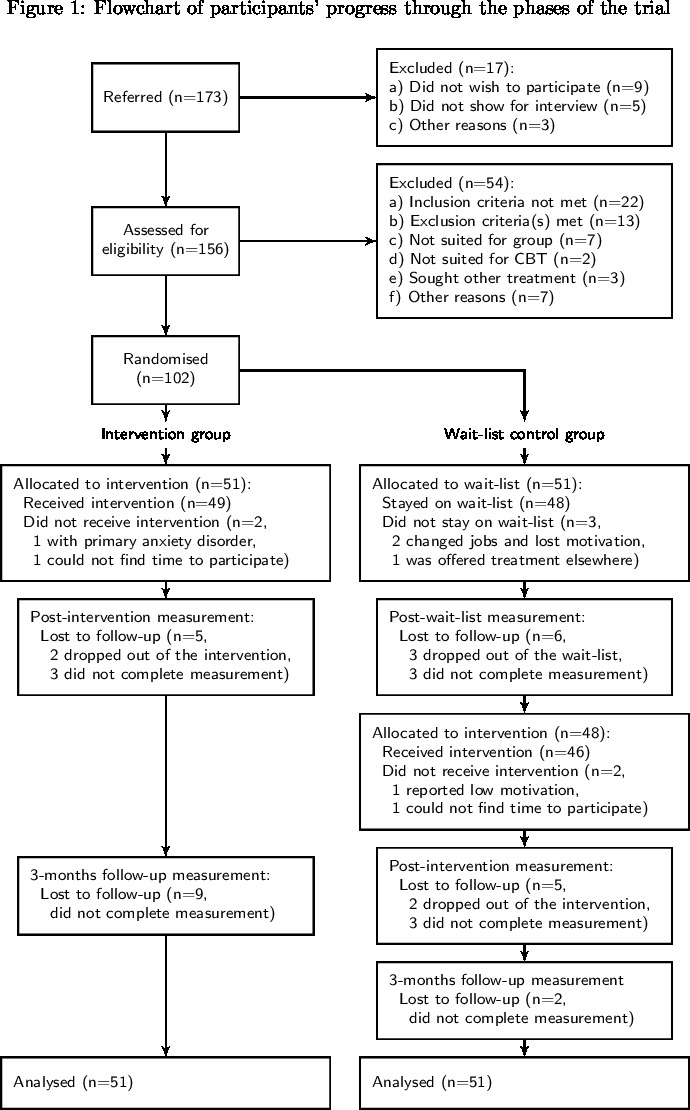 Figure 1: Flowchart of participants' progress through the phases of the trial
Referred (n=173)
Excluded (n=17):
a) Did not wish to participate (n=9)
b) Did not show for interview (n=5)
c) Other reasons (n=3)
Assessed for
eligibility (n=156)
Excluded (n=54):
a) Inclusion criteria not met (n=22)
b) Exclusion criteria(s) met (n=13)
c) Not suited for group (n=7)
d) Not suited for CBT (n=2)
e) Sought other treatment (n=3)
f) Other reasons (n=7)
Randomised
(n=102)
Intervention group
Allocated to intervention (n=51):
Received intervention (n=49)
Did not receive intervention (n=2,
1 with primary anxiety disorder,
1 could not find time to participate)
Post-intervention measurement:
Lost to follow-up (n=5,
2 dropped out of the intervention,
3 did not complete measurement)
3-months follow-up measurement:
Lost to follow-up (n=9,
did not complete measurement)
Analysed (n=51)
Wait-list control group
Allocated to wait-list (n=51):
Stayed on wait-list (n=48)
Did not stay on wait-list (n=3,
2 changed jobs and lost motivation,
1 was offered treatment elsewhere)
Post-wait-list measurement:
Lost to follow-up (n=6,
3 dropped out of the wait-list,
3 did not complete measurement)
Allocated to intervention (n=48):
Received intervention (n=46)
Did not receive intervention (n=2,
1 reported low motivation,
1 could not find time to participate)
Post-intervention measurement:
Lost to follow-up (n=5,
2 dropped out of the intervention,
3 did not complete measurement)
3-months follow-up measurement
Lost to follow-up (n=2,
did not complete measurement)
Analysed (n=51)